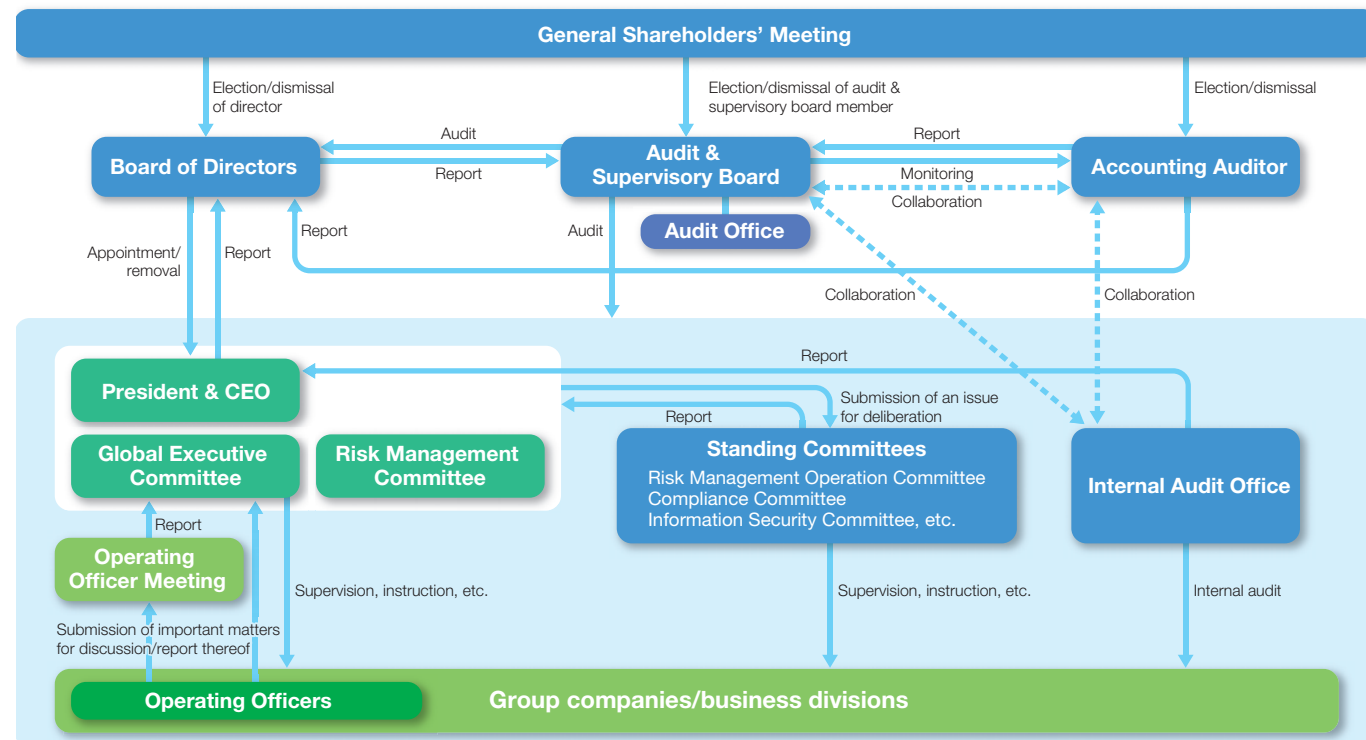 General Shareholders’ Meeting
Election/dismissal
of director
Election/dismissal of audit &
supervisory board member
Election/dismissal
Board of Directors
Audit
Report
Audit &
Supervisory Board
Report
Monitoring
Collaboration
Accounting Auditor
Audit Office
Appointment/
removal
Report
Report
Audit
Collaboration
Collaboration
President & CEO
Global Executive
Committee
Risk Management
Committee
Report
Submission of an issue
for deliberation
Report
Standing Committees
Risk Management Operation Committee
Compliance Committee
Information Security Committee, etc.
Internal Audit Office
Report
Operating
Officer Meeting
Submission of important matters
for discussion/report thereof
Supervision, instruction, etc.
Supervision, instruction, etc.
Internal audit
Operating Officers
Group companies/business divisions